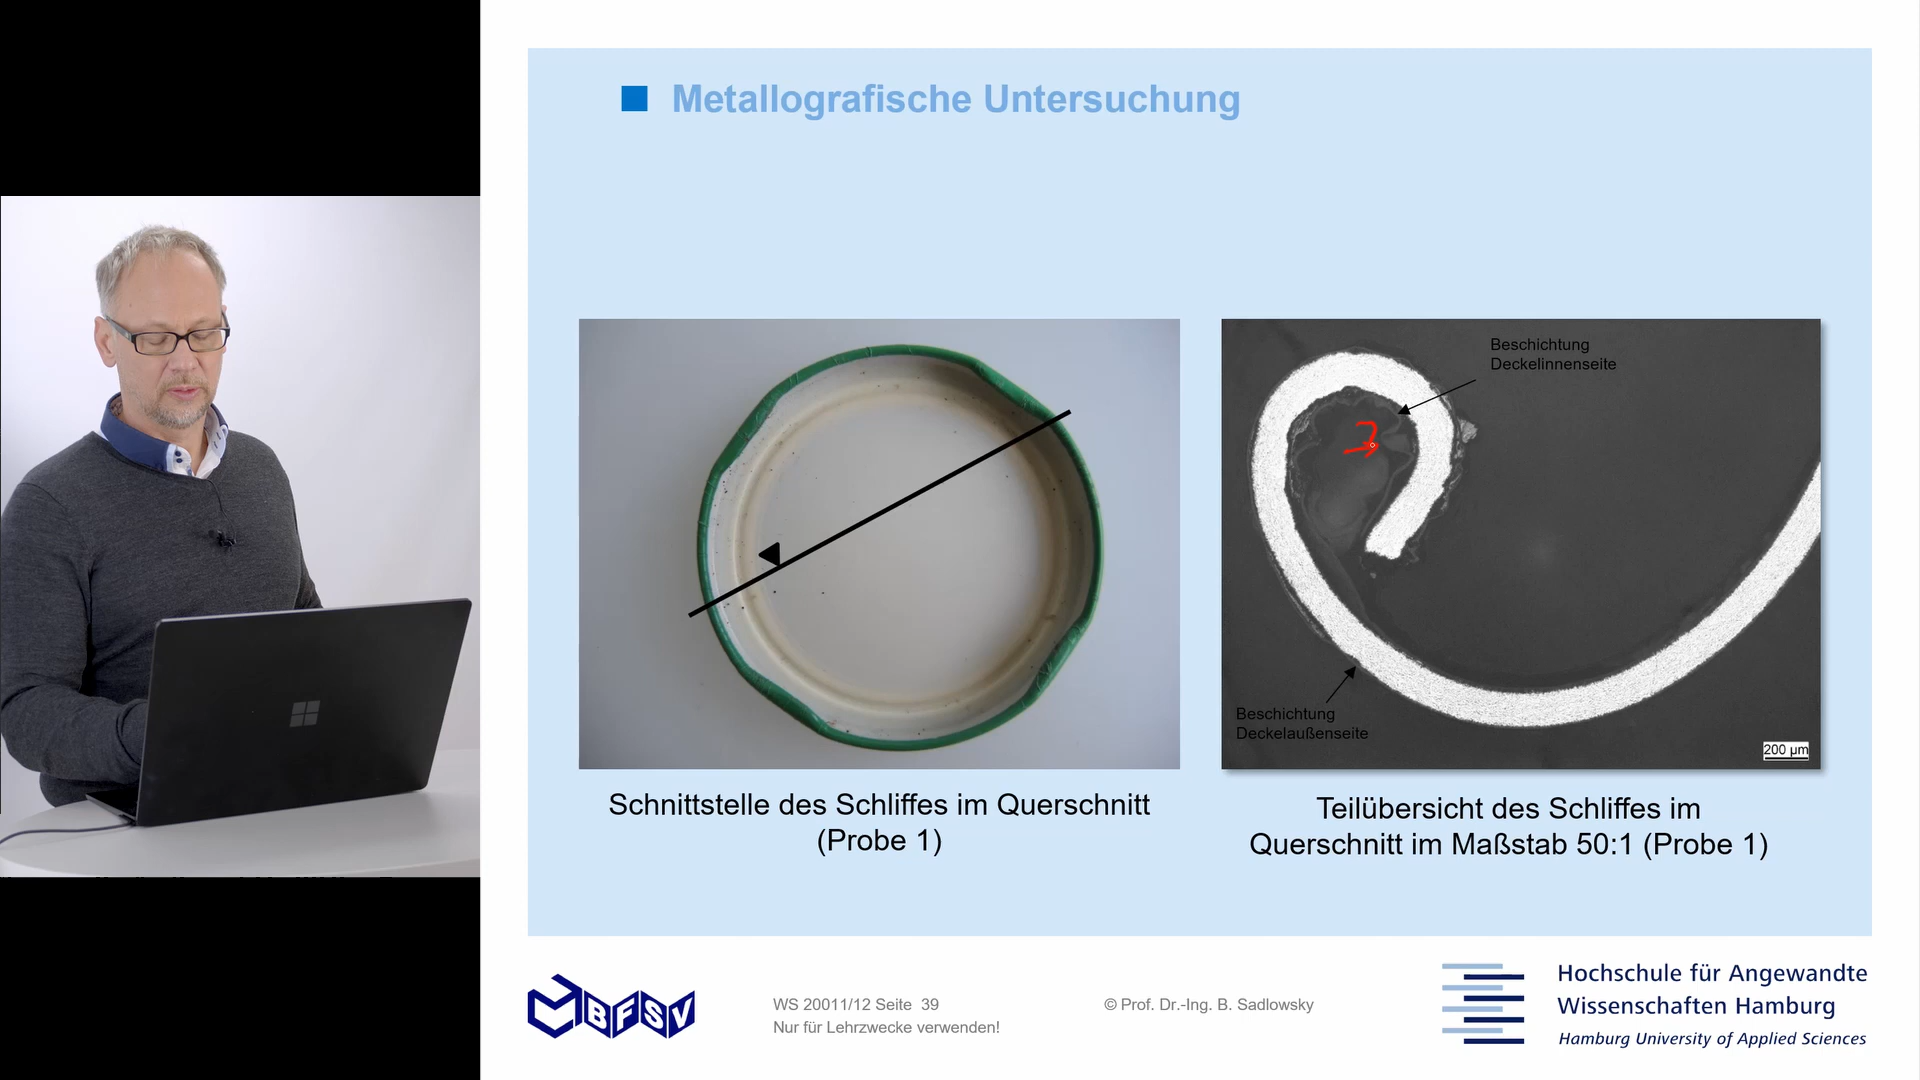 Metallografische Untersuchung
Beschichtung
Deckelinnenseite
Beschichtung
Deckelaußenseite
200 µm
Schnittstelle des Schliffes im Querschnitt
(Probe 1)
Teilübersicht des Schliffes im
Querschnitt im Maßstab 50:1 (Probe 1)
BFSV
WS 20011/12 Seite 39
Nur für Lehrzwecke verwenden!
© Prof. Dr.-Ing. B. Sadlowsky
Hochschule für Angewandte
Wissenschaften Hamburg
Hamburg University of Applied Sciences